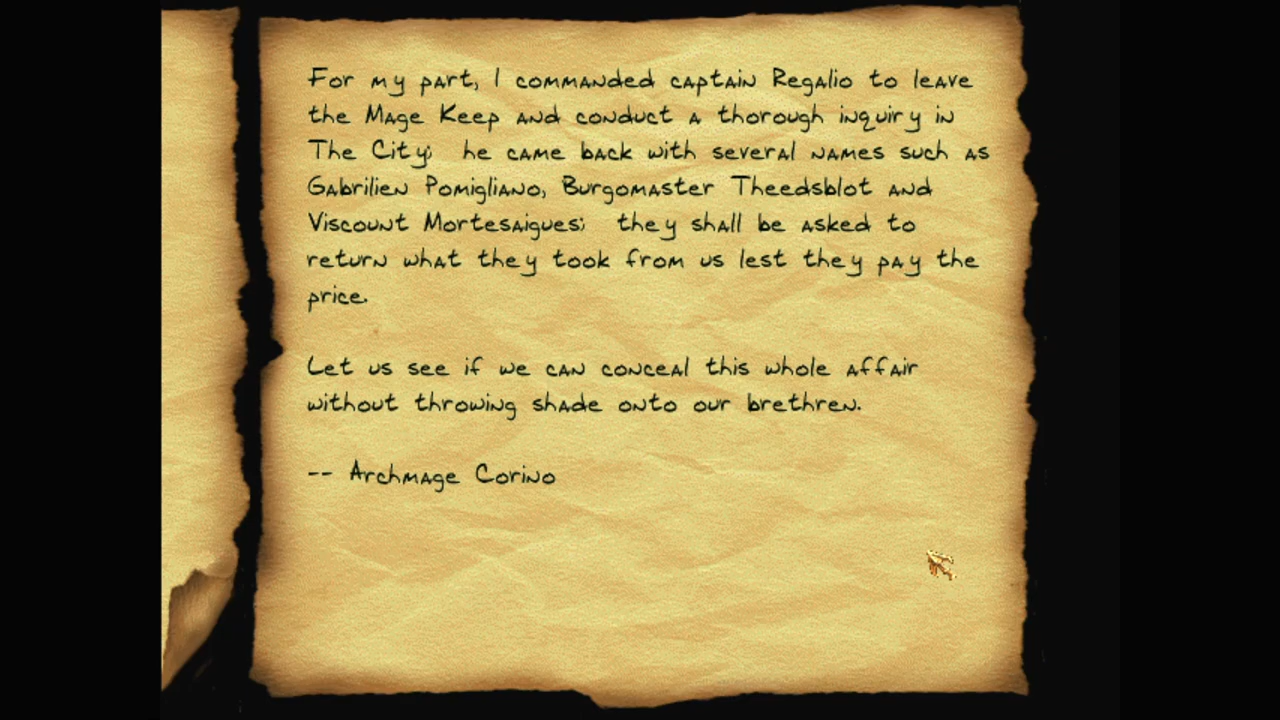 For my part, I commanded captain Regalio to leave
the Mage Keep and conduct a thorough inquiry in
The City; he came back with several names such as
Gabrilien Pomigliano, Burgomaster Theedsblot and
Viscount Mortesaigues; they shall be asked to
return what they took from us lest they pay the
price.
Let us see if we can conceal this whole affair
without throwing shade onto our brethren.
-- Archmage Corino